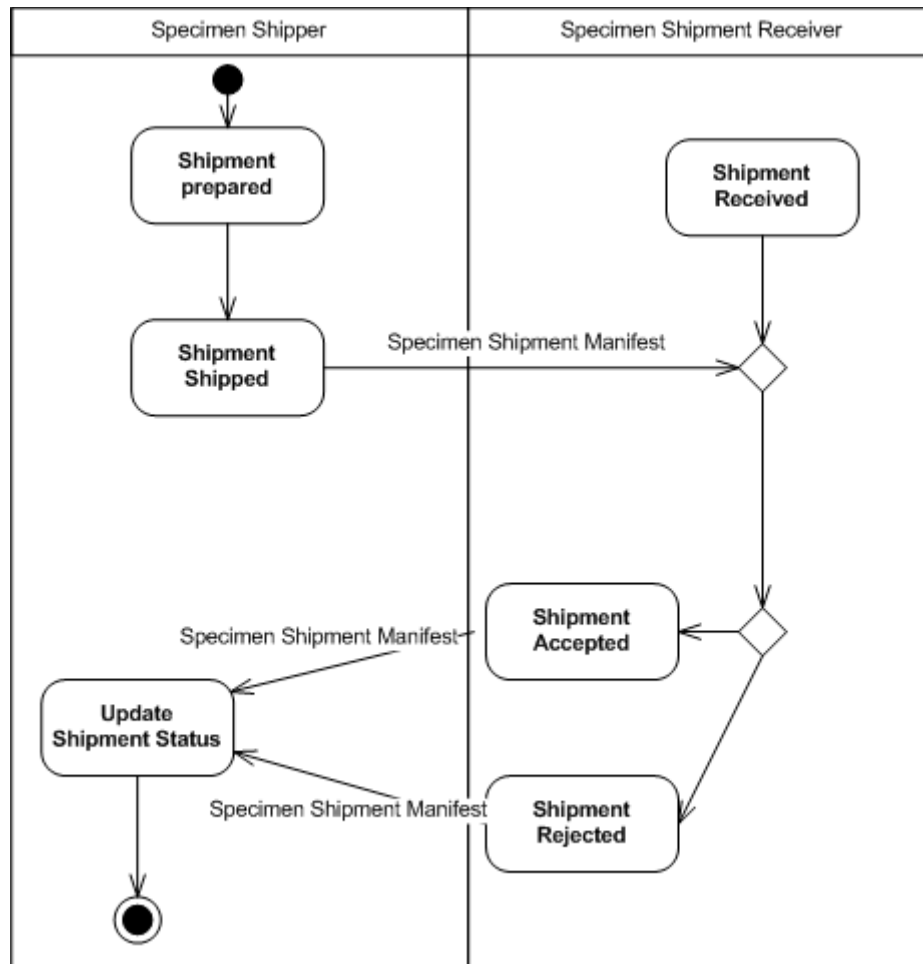 Specimen Shipper
Specimen Shipment Receiver
Shipment
prepared
Shipment
Received
Shipment
Shipped
Specimen Shipment Manifest
Shipment
Accepted
Specimen Shipment Manifest
Update
Shipment Status
Specimen Shipment Manifest
Shipment
Rejected